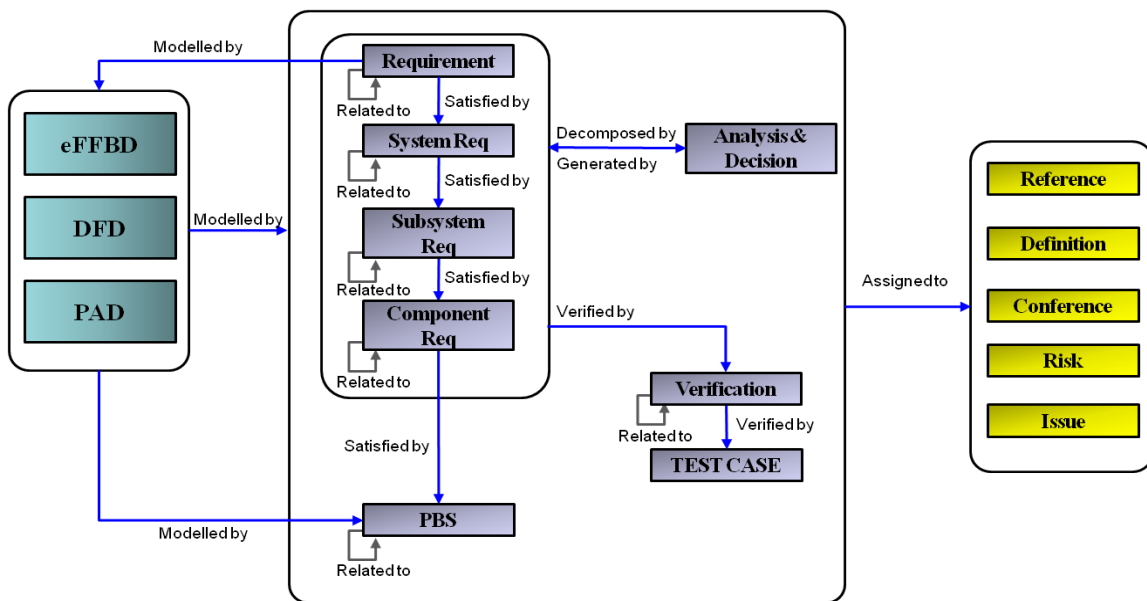 Modelled by
eFFBD
DFD
PAD
Modelled by
Modelled by
Requirement
Related to
Satisfied by
System Req
Related to
Satisfied by
Subsystem
Req
Related to
Satisfied by
Component
Req
Related to
Satisfied by
PBS
Related to
Decomposed by
Generated by
Analysis &
Decision
Verified by
Verification
Related to
Verified by
TEST CASE
Assigned to
Reference
Definition
Conference
Risk
Issue